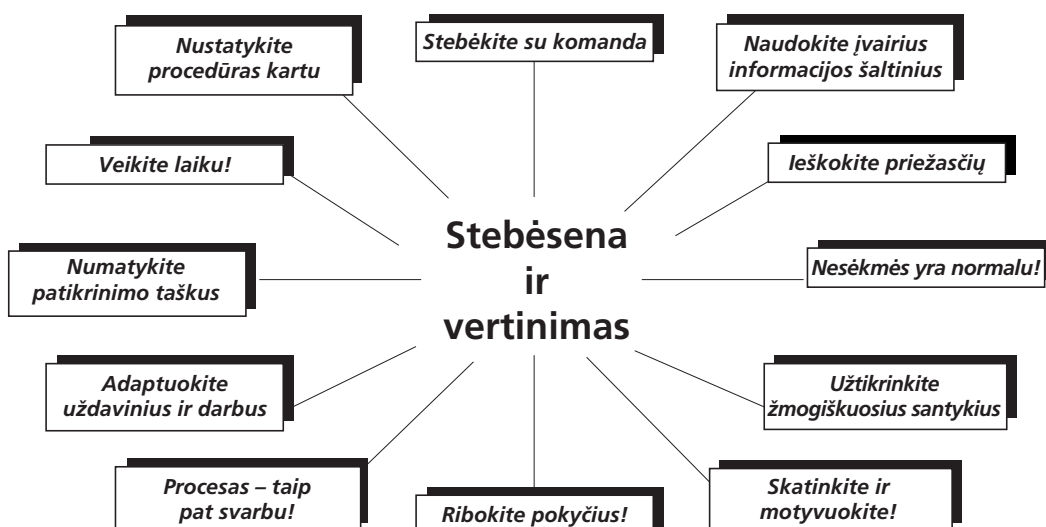 Nustatykite
procedūras kartu
Stebėkite su komanda
Naudokite įvairius
informacijos šaltinius
Veikite laiku!
Ieškokite priežasčių
Stebėsena
ir
vertinimas
Numatykite
patikrinimo taškus
Nesėkmės yra normalu!
Adaptuokite
uždavinius ir darbus
Užtikrinkite
žmogiškuosius santykius
Procesas – taip
pat svarbu!
Ribokite pokyčius!
Skatinkite ir
motyvuokite!